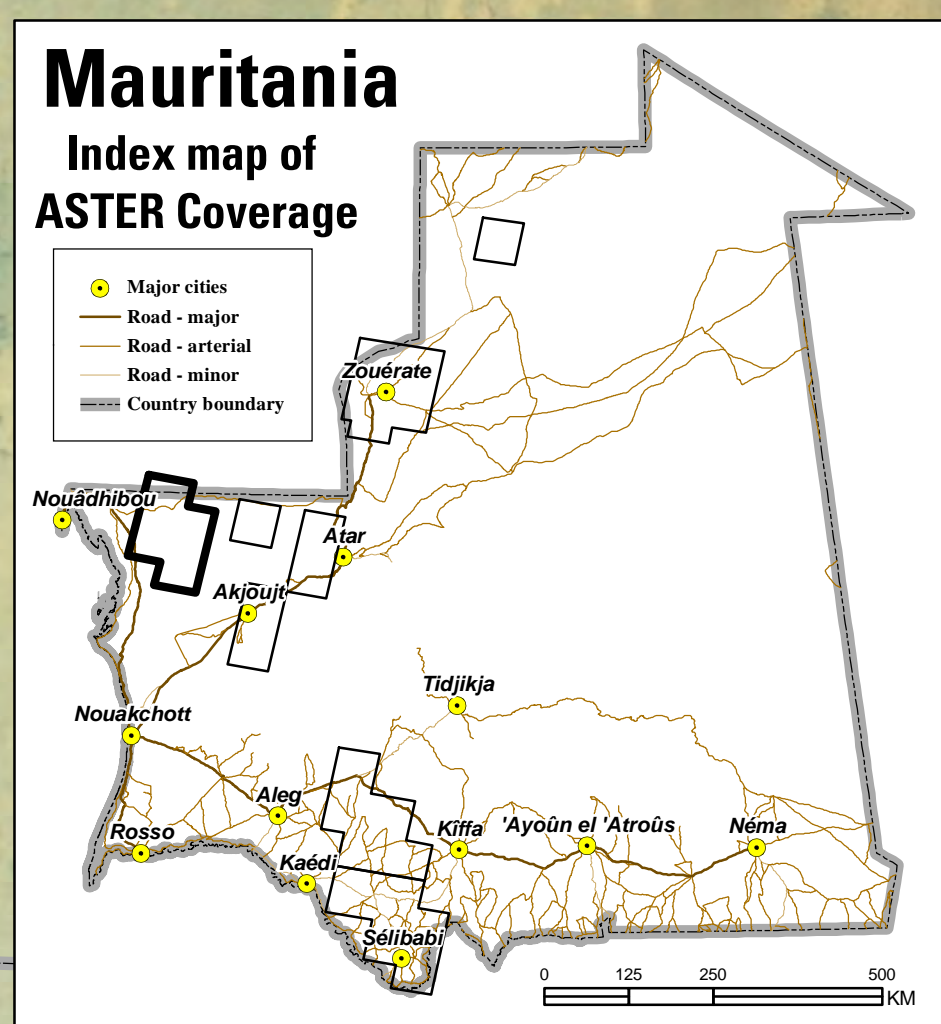 Mauritania
Index map of
ASTER Coverage
Major cities
Road - major
Road - arterial
Road - minor
Country boundary
Zouérate
Nouâdhibou
Atar
Akjoujt
Tidjikja
Nouakchott
Aleg
Rosso
Kîffa
'Ayoûn el 'Atroûs
Néma
Kaédi
Sélibabi
0 125 250 500
KM